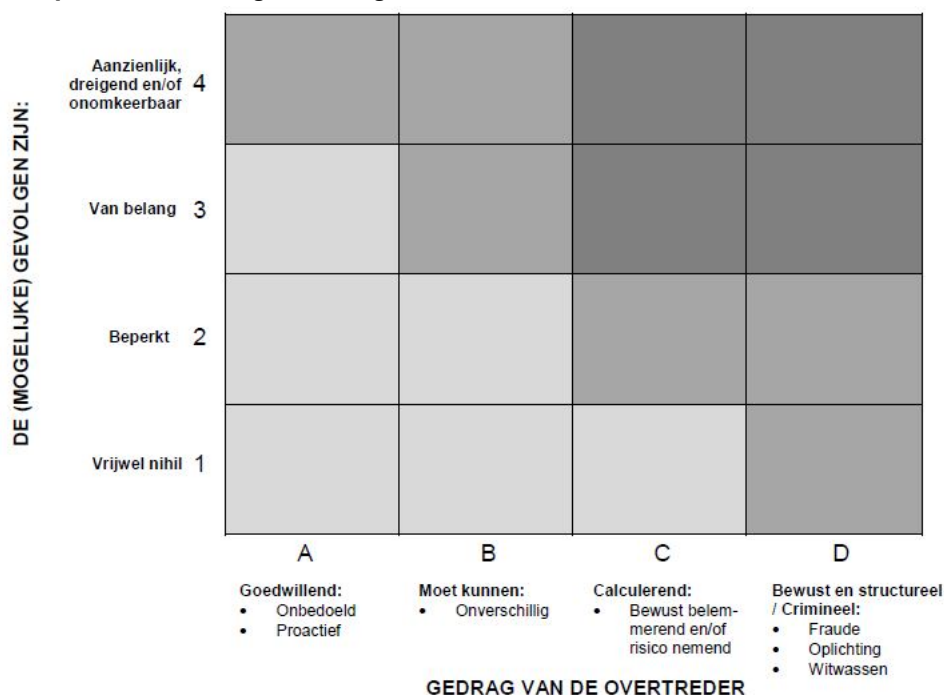 DE (MOGELIJKE) GEVOLGEN ZIJN:
Aanzienlijk,
dreigend en/of 4
onomkeerbaar
Van belang 3
Beperkt 2
Vrijwel nihil 1
A
B
C
D
Goedwillend:
• Onbedoeld
• Proactief
Moet kunnen:
• Onverschillig
Calculerend:
• Bewust belem-
merend en/of
risico nemend
Bewust en structureel
/ Crimineel:
• Fraude
• Oplichting
• Witwassen
GEDRAG VAN DE OVERTREDER